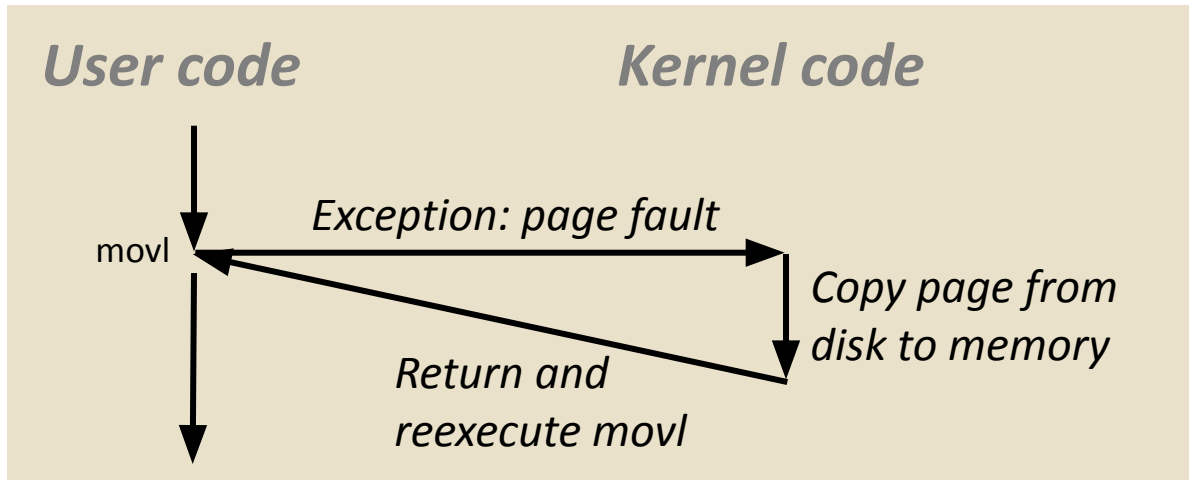 User code
Kernel code
Exception: page fault
movl
Copy page from
disk to memory
Return and
reexecute movl